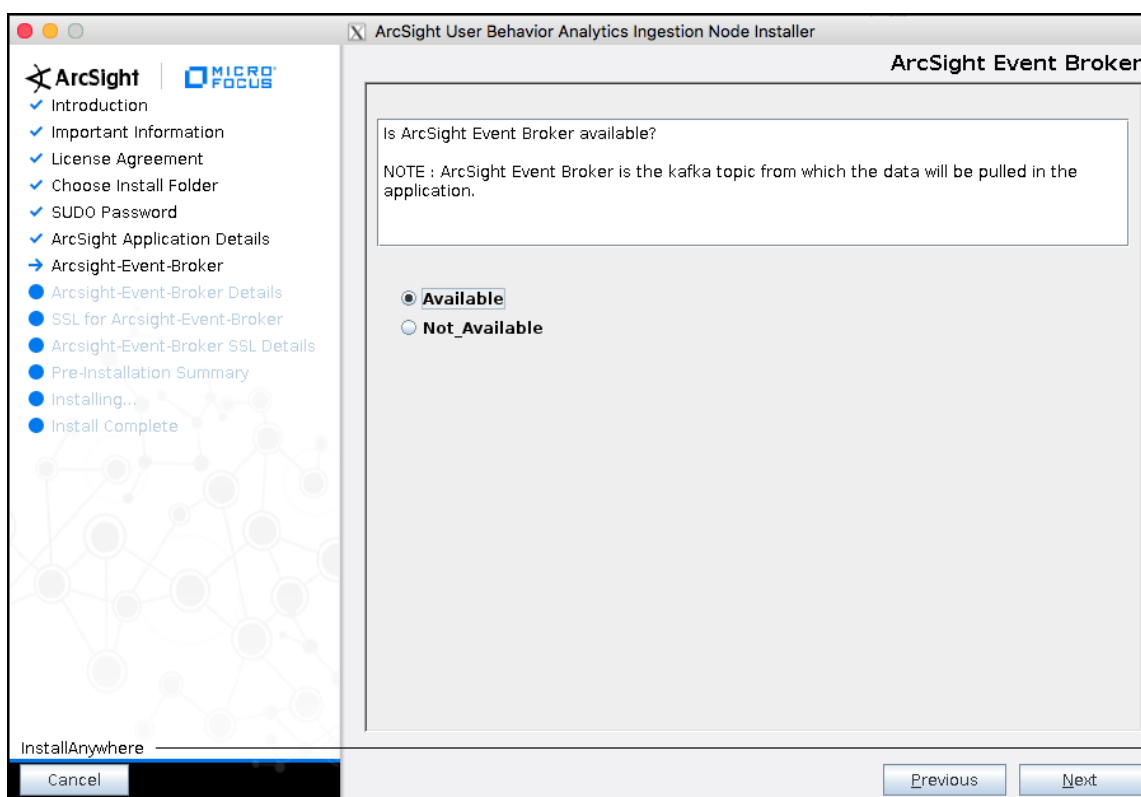 ArcSight User Behavior Analytics Ingestion Node Installer
ArcSight Event Broker
ArcSight
MICRO
FOCUS
Introduction
Important Information
License Agreement
Choose Install Folder
SUDO Password
ArcSight Application Details
Arcsight-Event-Broker
Arcsight-Event-Broker Details
SSL for Arcsight-Event-Broker
Arcsight-Event-Broker SSL Details
Pre-Installation Summary
Installing...
Install Complete
Is ArcSight Event Broker available?
NOTE : ArcSight Event Broker is the kafka topic from which the data will be pulled in the
application.
Available
Not_Available
InstallAnywhere
Cancel
Previous
Next